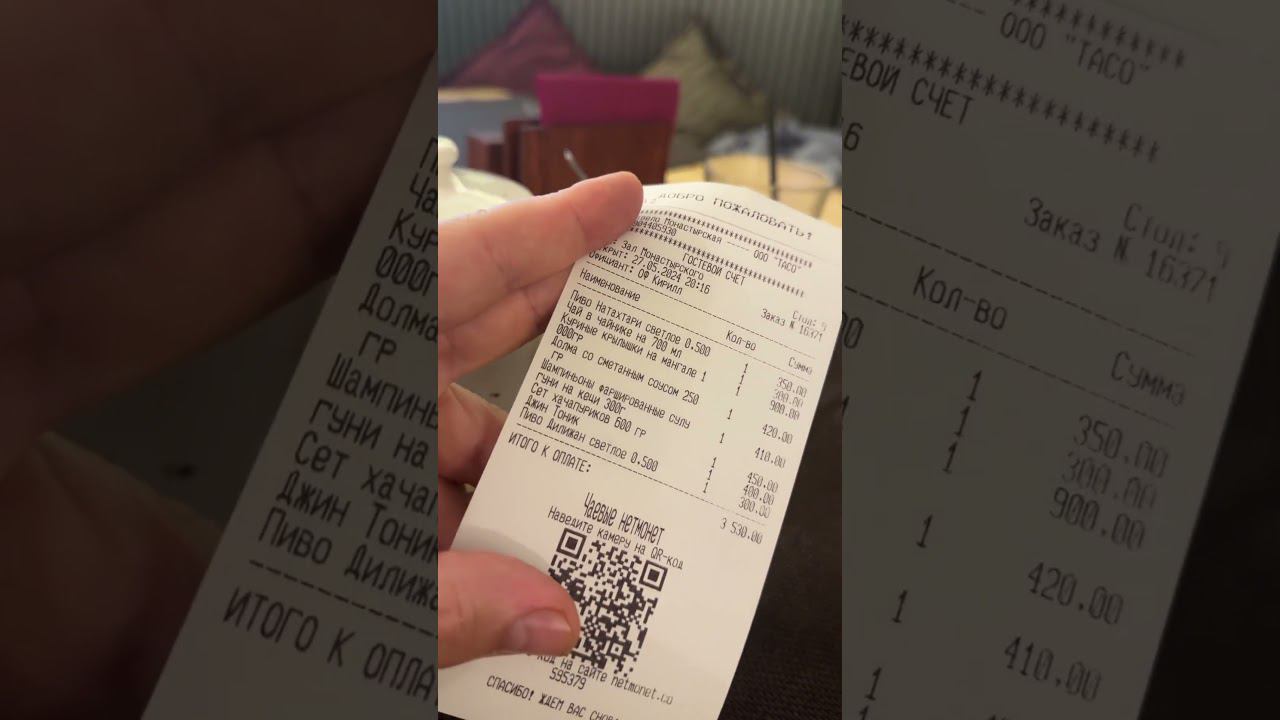 ДОБРО ПОЖАЛОВАТЬ!
Монастырская ----- ООО "ТАСО"
904405930
ГОСТЕВОЙ СЧЕТ
Зал Монастырского
27.05.2024 20:16
Официант: ОФ Кирилл
Стол: 9
Заказ № 16371
Наименование Кол-во Сумма
Пиво Натахтари светлое 0.500 1 350.00
Чай в чайнике на 700 мл 1 300.00
Куриные крылышки на мангале 1 1 900.00
000гр
Долма со сметанным соусом 250 1 420.00
гр
Шампиньоны фаршированные сулу 1 410.00
гуни на кеци 300г
Сет хачапуриков 600 гр 1 450.00
Джин Тоник 1 400.00
Пиво Дилижан светлое 0.500 1 300.00
ИТОГО К ОПЛАТЕ: 3 530.00
Чаевые нетмонет
Наведите камеру на QR-код
код на сайте netmonet.co
595379
СПАСИБО! ЖДЕМ ВАС